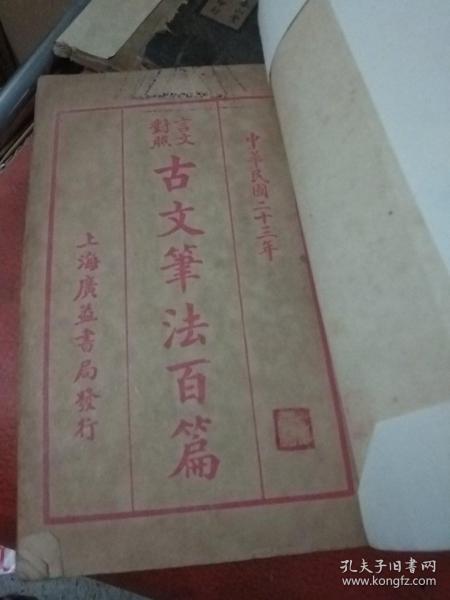 中華民國二十三年
言文對照
古文筆法百篇
上海廣益書局發行
孔夫子旧书网
www.kongfz.com